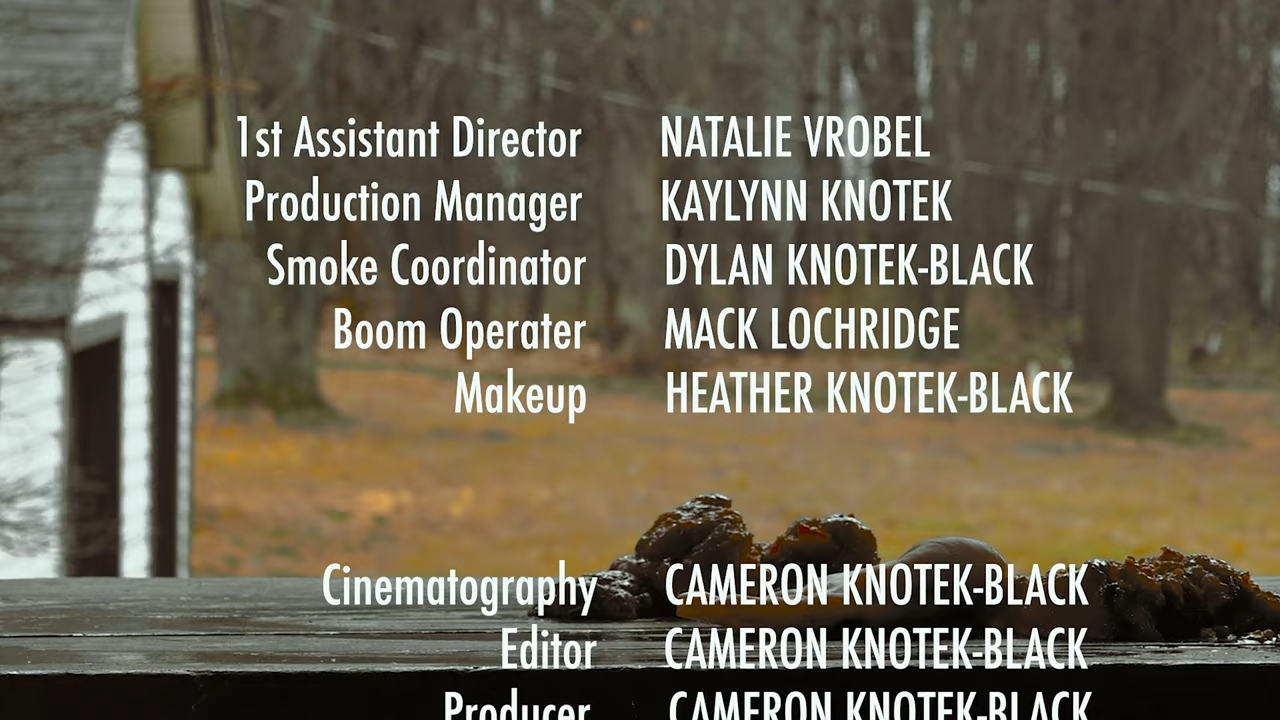 1st Assistant Director NATALIE VROBEL
Production Manager KAYLYNN KNOTEK
Smoke Coordinator DYLAN KNOTEK-BLACK
Boom Operater MACK LOCHRIDGE
Makeup HEATHER KNOTEK-BLACK
Cinematography CAMERON KNOTEK-BLACK
Editor CAMERON KNOTEK-BLACK
Producer CAMERON KNOTEK-BLACK